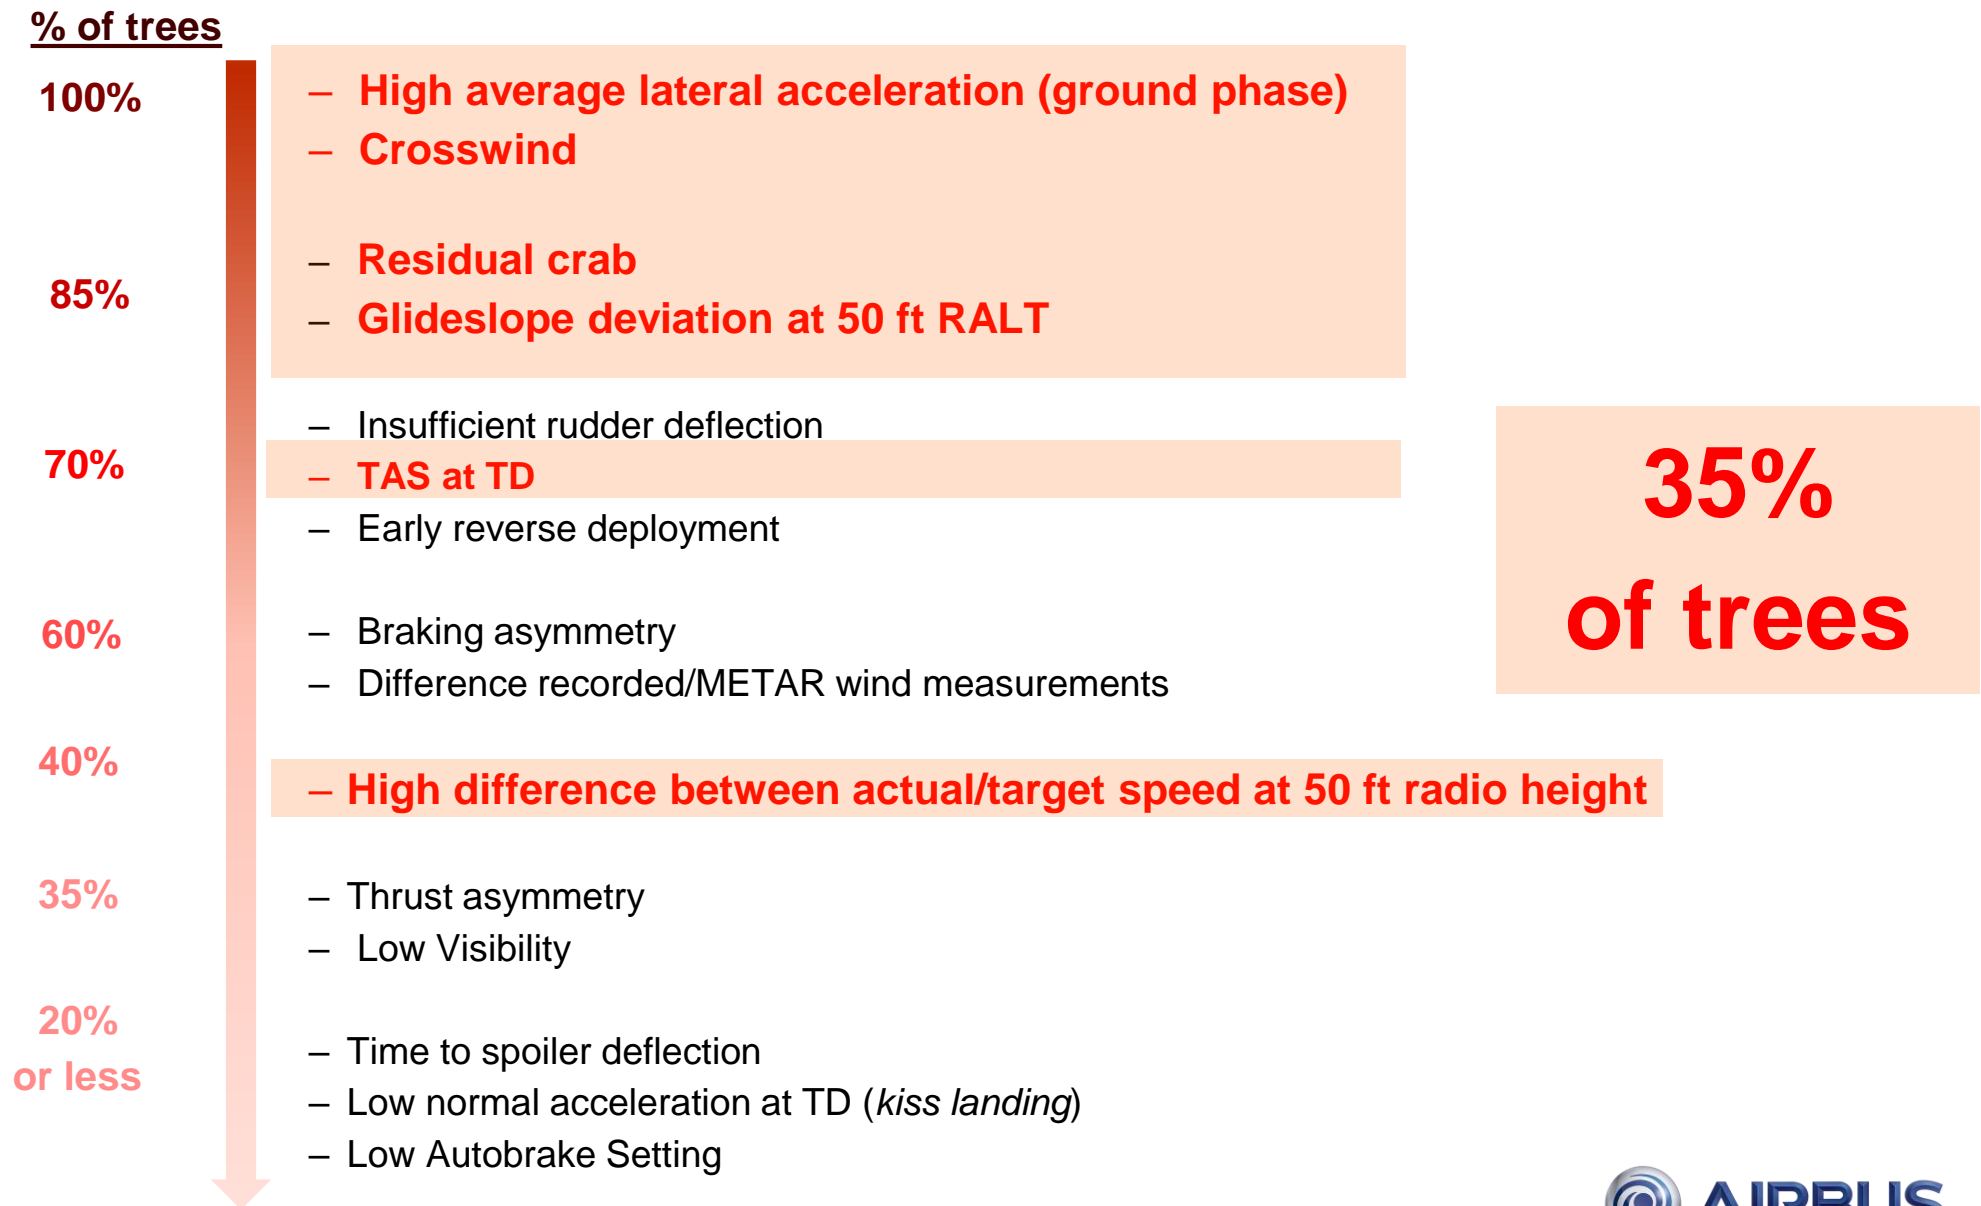 % of trees
100%
– High average lateral acceleration (ground phase)
– Crosswind
– Residual crab
85%
– Glideslope deviation at 50 ft RALT
– Insufficient rudder deflection
70%
– TAS at TD
– Early reverse deployment
60%
– Braking asymmetry
– Difference recorded/METAR wind measurements
40%
– High difference between actual/target speed at 50 ft radio height
35%
– Thrust asymmetry
– Low Visibility
20%
or less
– Time to spoiler deflection
– Low normal acceleration at TD (kiss landing)
– Low Autobrake Setting
35%
of trees
AIRBUS